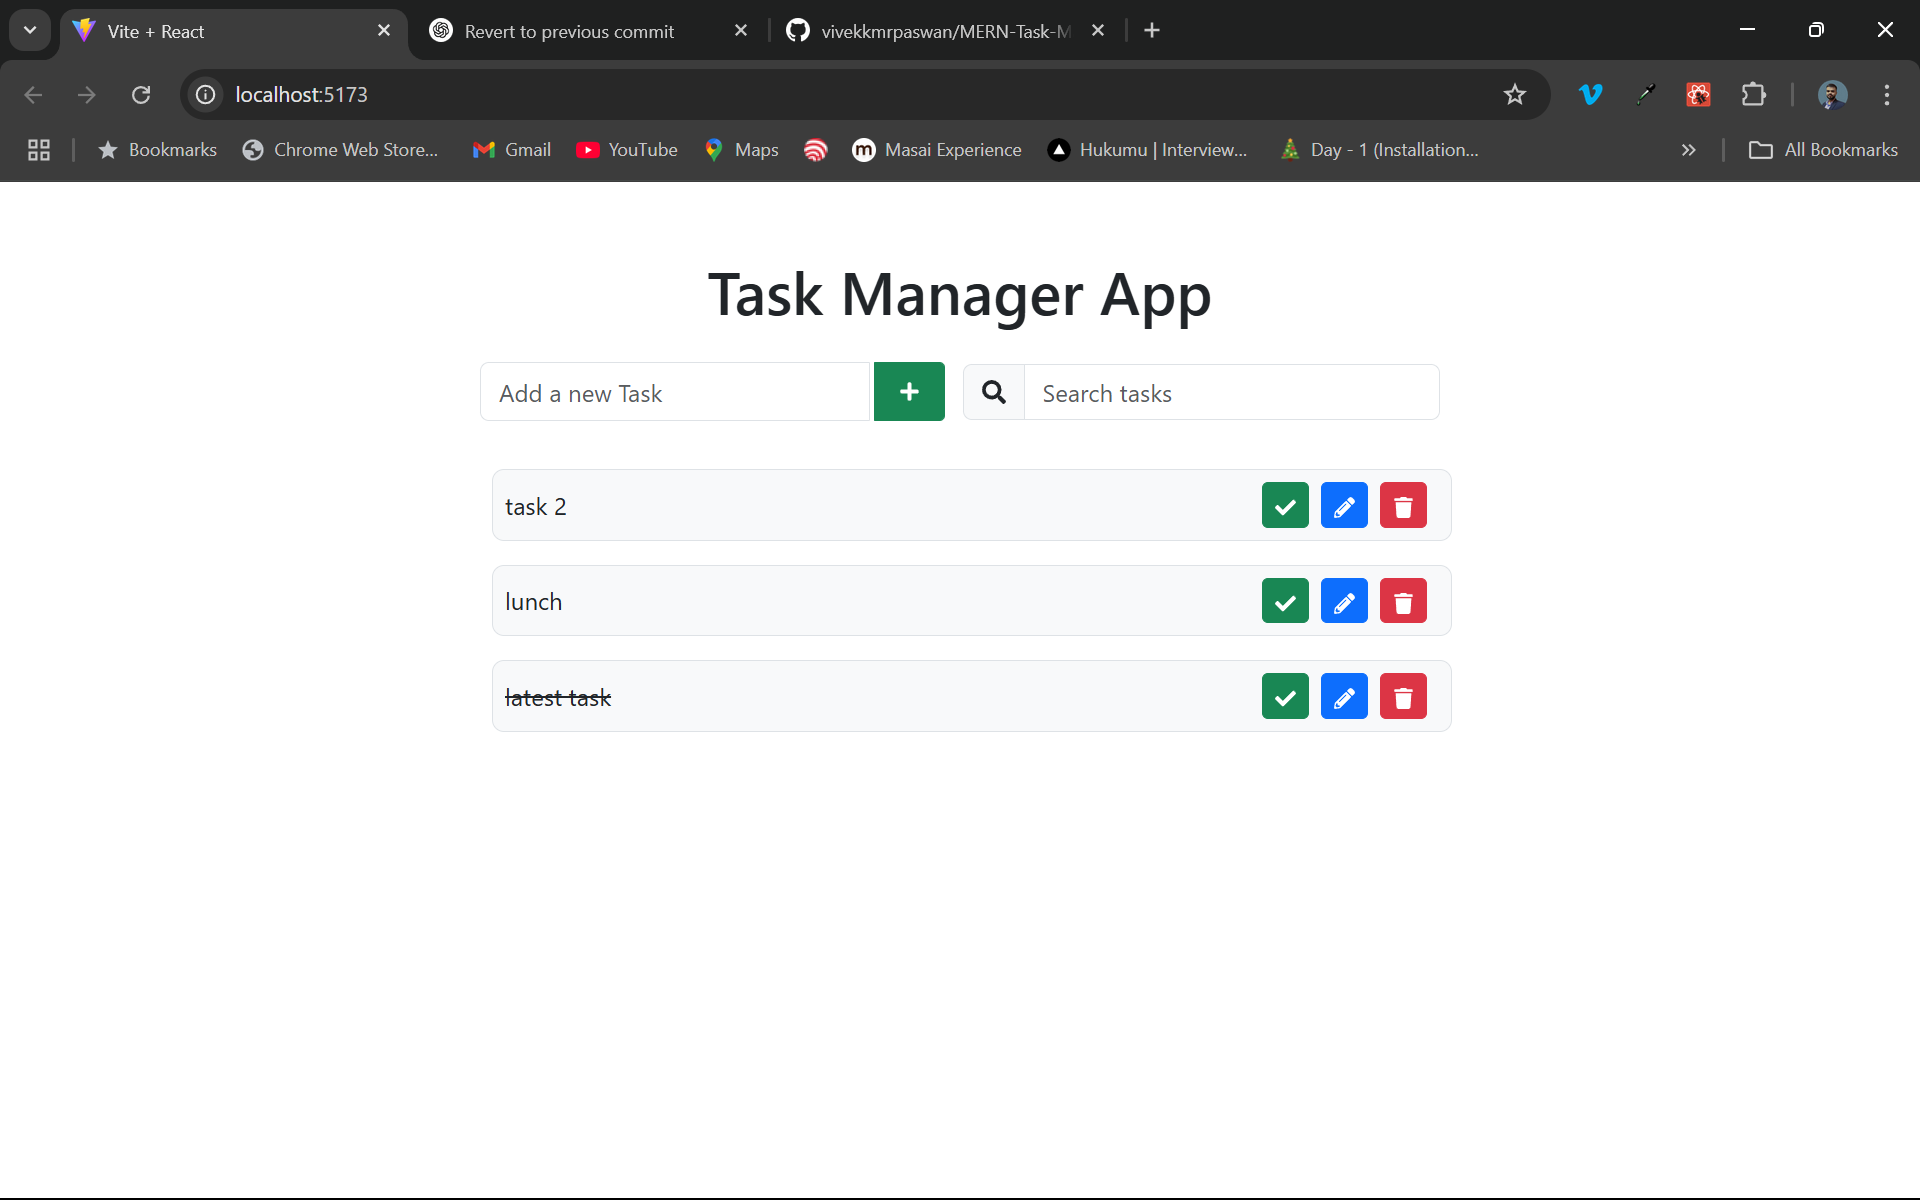 Vite + React
Revert to previous commit
vivekkmrpaswan/MERN-Task-M
localhost:5173
Bookmarks
Chrome Web Store...
Gmail
YouTube
Maps
m
Masai Experience
Hukumu | Interview...
Day - 1 (Installation...
All Bookmarks
Task Manager App
Add a new Task
Search tasks
task 2
lunch
latest task